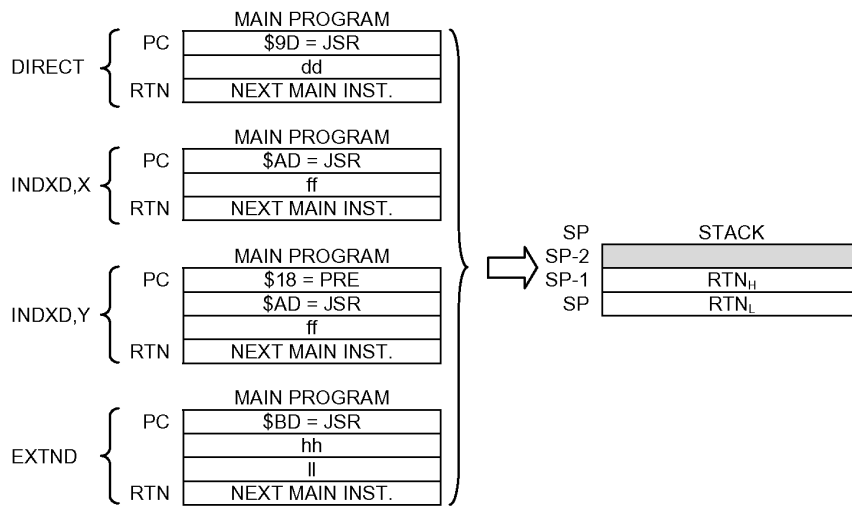 MAIN PROGRAM
PC $9D = JSR
DIRECT
dd
RTN NEXT MAIN INST.
MAIN PROGRAM
PC $AD = JSR
INDXD,X
ff
RTN NEXT MAIN INST.
MAIN PROGRAM
PC $18 = PRE
$AD = JSR
INDXD,Y
ff
RTN NEXT MAIN INST.
MAIN PROGRAM
PC $BD = JSR
hh
EXTND
ll
RTN NEXT MAIN INST.
SP STACK
SP-2
SP-1 RTNH
SP RTNL